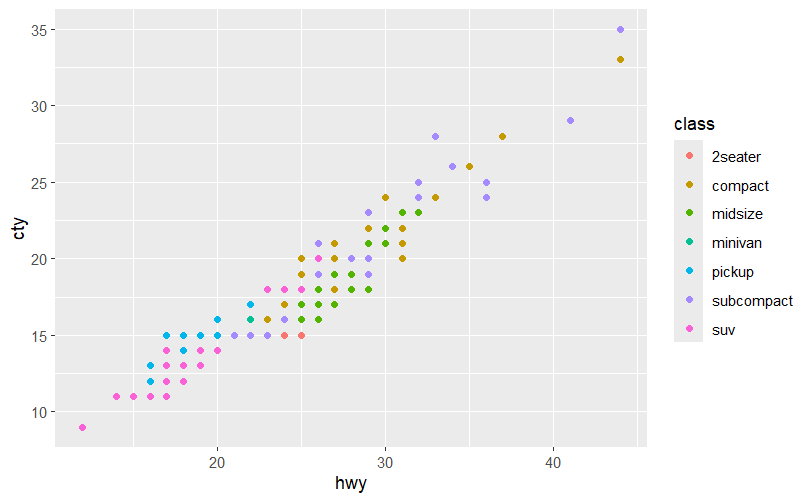 35
30
25
20
15
10
cty
20 30 40
hwy
class
2seater
compact
midsize
minivan
pickup
subcompact
suv